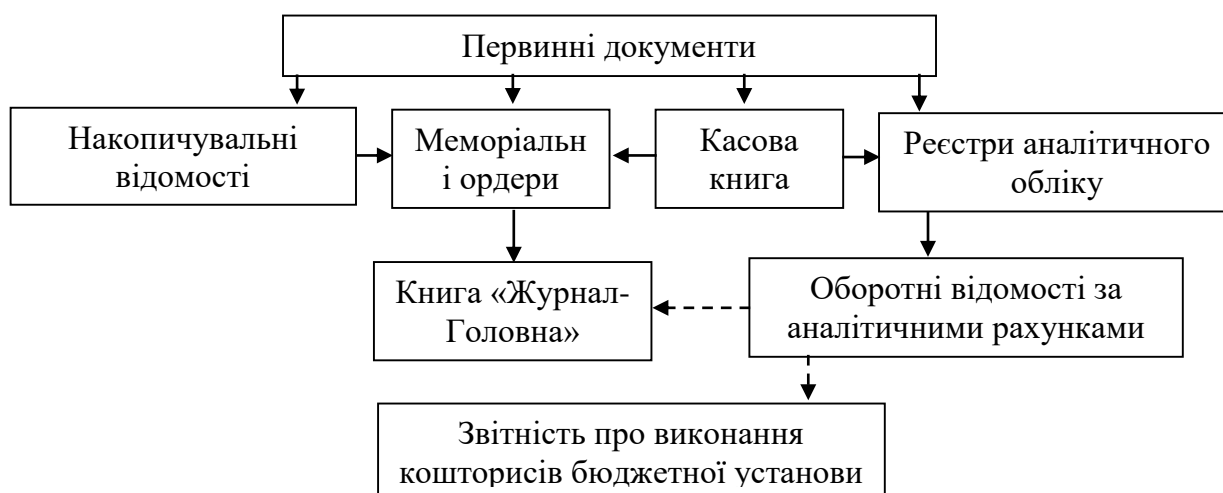 Первинні документи
Накопичувальні
відомості
Меморіальн
і ордери
Касова
книга
Реєстри аналітичного
обліку
Книга «Журнал-
Головна»
Оборотні відомості за
аналітичними рахунками
Звітність про виконання
кошторисів бюджетної установи